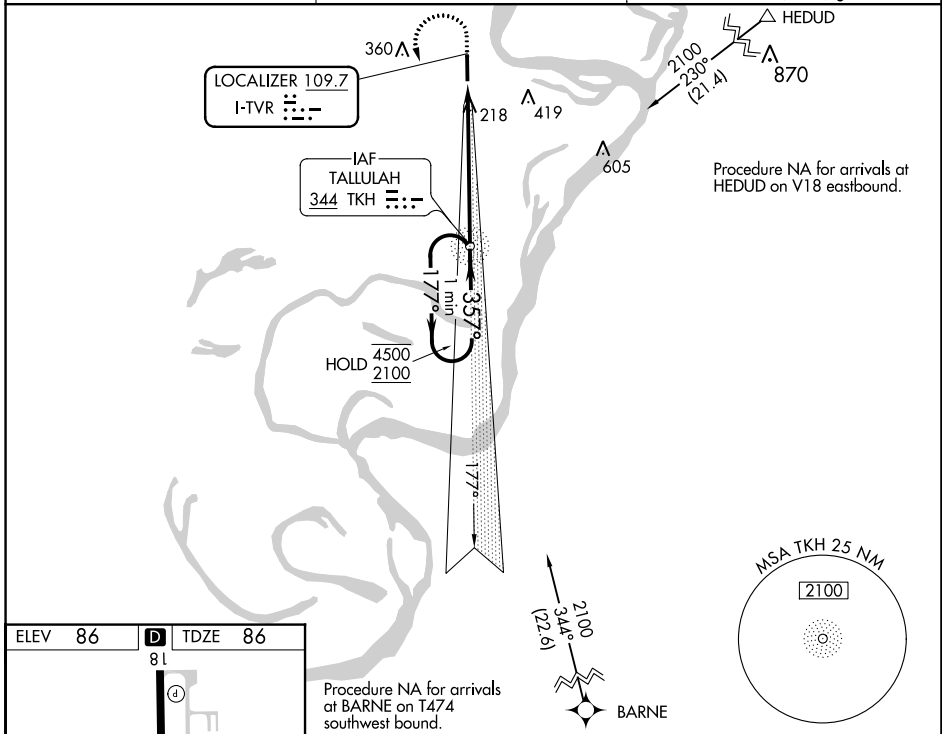 HEDUD
360
LOCALIZER 109.7
I-TVR
2100
230°
(21.4)
870
218
419
605
IAF
TALLULAH
344 TKH
Procedure NA for arrivals at
HEDUD on V18 eastbound.
177°
1 min
357°
HOLD
4500
2100
177°
MSA TKH 25 NM
2100
2100
344°
(22.6)
ELEV 86
D
TDZE 86
18
P
Procedure NA for arrivals
at BARNE on T474
southwest bound.
BARNE